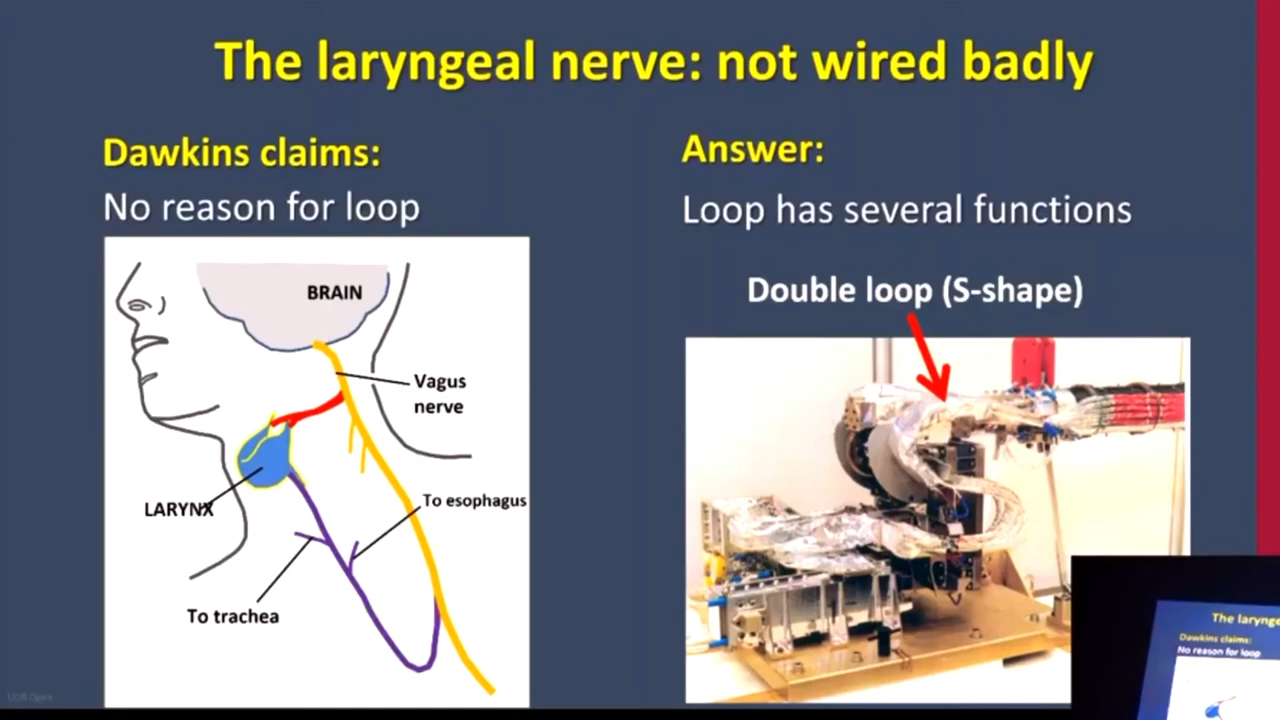 The laryngeal nerve: not wired badly
Dawkins claims:
No reason for loop
BRAIN
Vagus
nerve
LARYNX
To esophagus
To trachea
Answer:
Loop has several functions
Double loop (S-shape)
The larynge
Dawkins claims:
No reason for loop